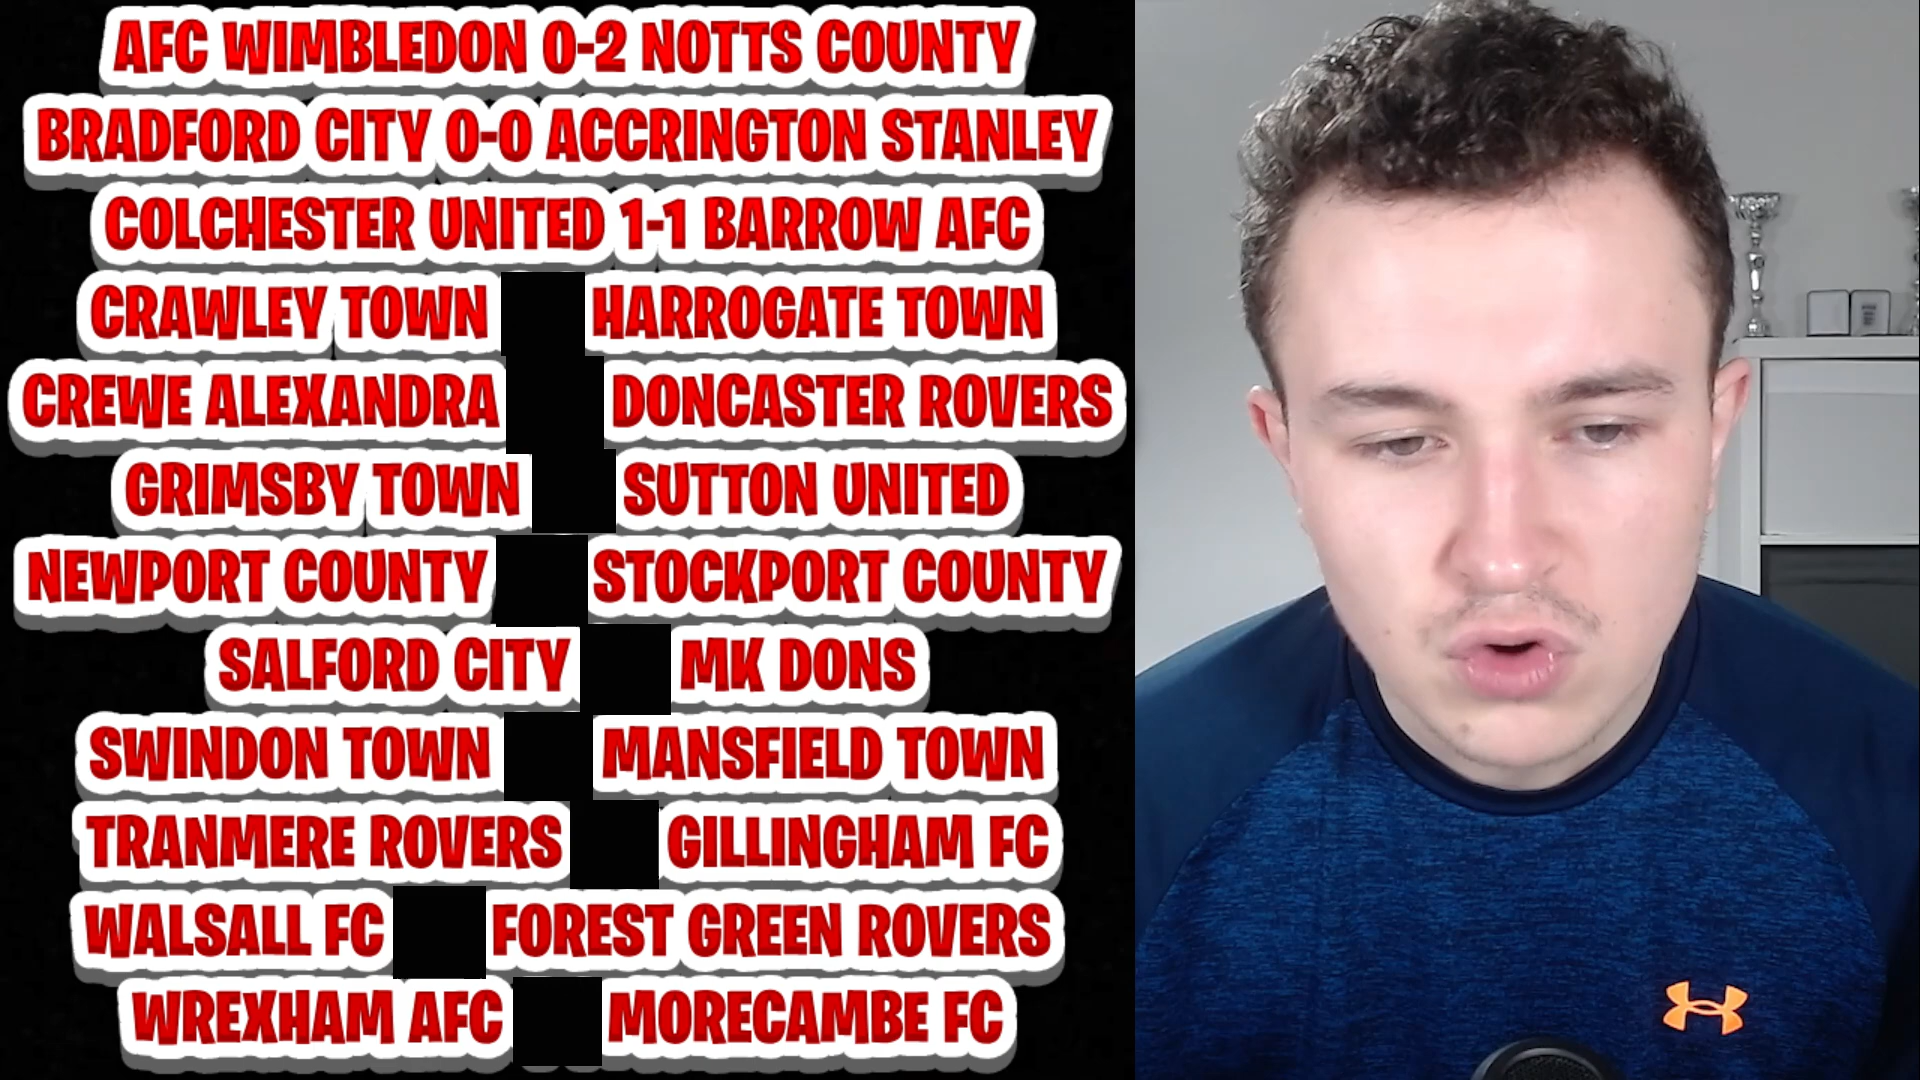 AFC WIMBLEDON 0-2 NOTTS COUNTY
BRADFORD CITY 0-0 ACCRINGTON STANLEY
COLCHESTER UNITED 1-1 BARROW AFC
CRAWLEY TOWN HARROGATE TOWN
CREWE ALEXANDRA DONCASTER ROVERS
GRIMSBY TOWN SUTTON UNITED
NEWPORT COUNTY STOCKPORT COUNTY
SALFORD CITY MK DONS
SWINDON TOWN MANSFIELD TOWN
TRANMERE ROVERS GILLINGHAM FC
WALSALL FC FOREST GREEN ROVERS
WREXHAM AFC MORECAMBE FC